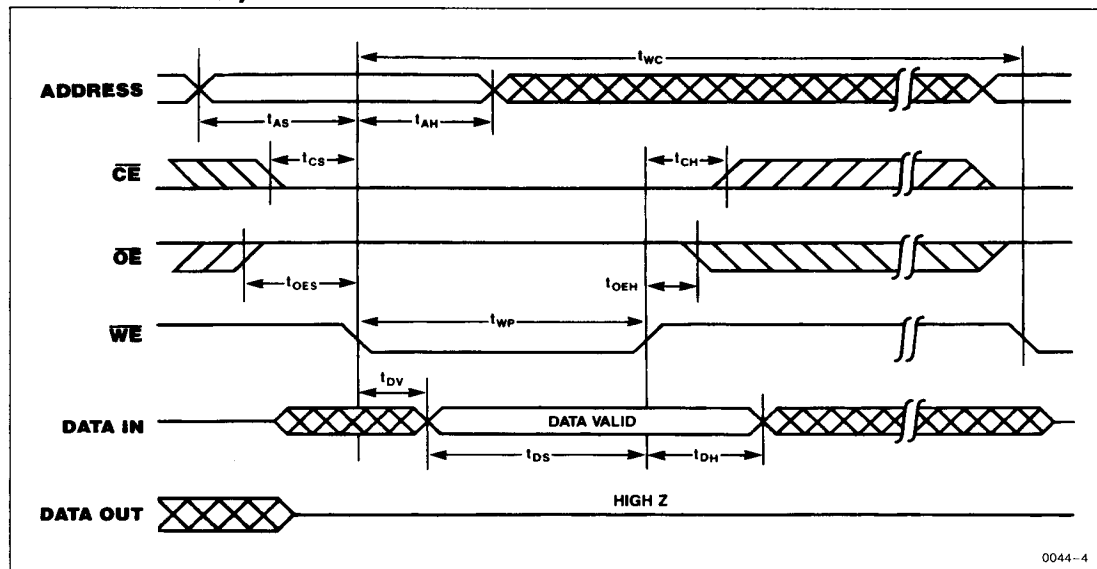 tWC
ADDRESS
tAS
tAH
CE
tCS
tCH
OE
tOES
tOEH
WE
tWP
tDV
DATA IN
DATA VALID
tDS
tDH
DATA OUT
HIGH Z
0044-4